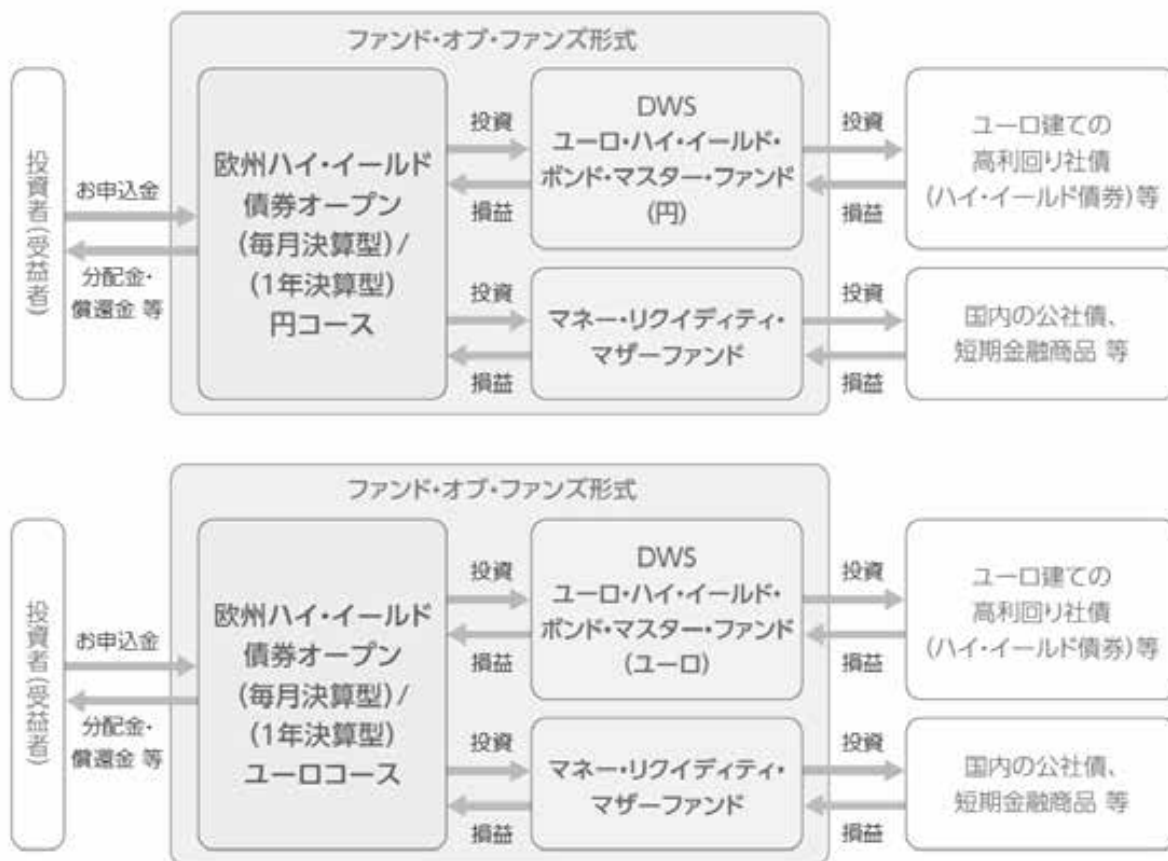 ファンド・オブ・ファンズ形式
投資者(受益者)
お申込金
分配金・
償還金 等
欧州ハイ・イールド
債券オープン
(毎月決算型)/
(1年決算型)
円コース
投資
損益
DWS
ユーロ・ハイ・イールド・
ボンド・マスター・ファンド
(円)
投資
損益
ユーロ建ての
高利回り社債
(ハイ・イールド債券)等
投資
損益
マネー・リクイディティ・
マザーファンド
投資
損益
国内の公社債、
短期金融商品 等
ファンド・オブ・ファンズ形式
投資者(受益者)
お申込金
分配金・
償還金 等
欧州ハイ・イールド
債券オープン
(毎月決算型)/
(1年決算型)
ユーロコース
投資
損益
DWS
ユーロ・ハイ・イールド・
ボンド・マスター・ファンド
(ユーロ)
投資
損益
ユーロ建ての
高利回り社債
(ハイ・イールド債券)等
投資
損益
マネー・リクイディティ・
マザーファンド
投資
損益
国内の公社債、
短期金融商品 等